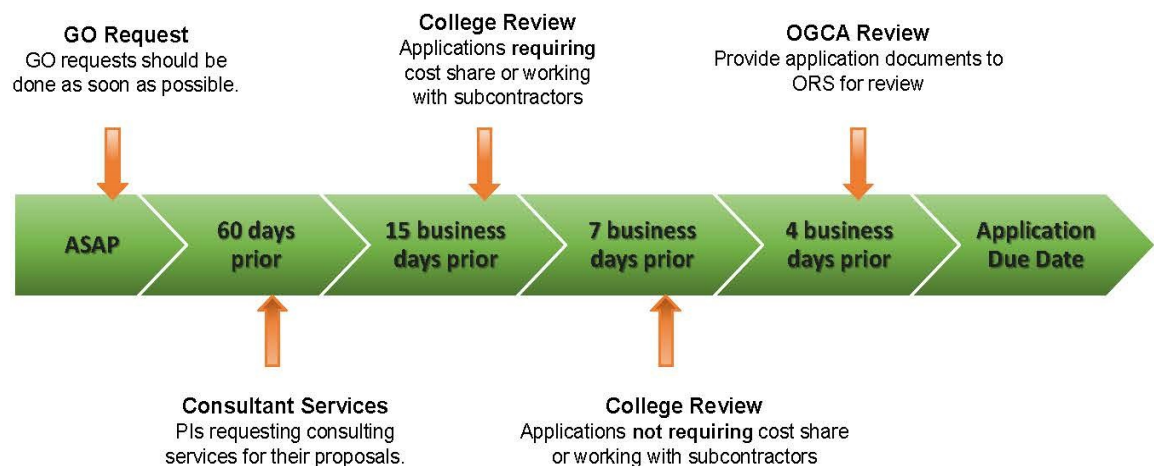 GO Request
GO requests should be
done as soon as possible.
College Review
Applications requiring
cost share or working
with subcontractors
OGCA Review
Provide application documents to
ORS for review
ASAP
60 days
prior
15 business
days prior
7 business
days prior
4 business
days prior
Application
Due Date
Consultant Services
PIs requesting consulting
services for their proposals.
College Review
Applications not requiring cost share
or working with subcontractors